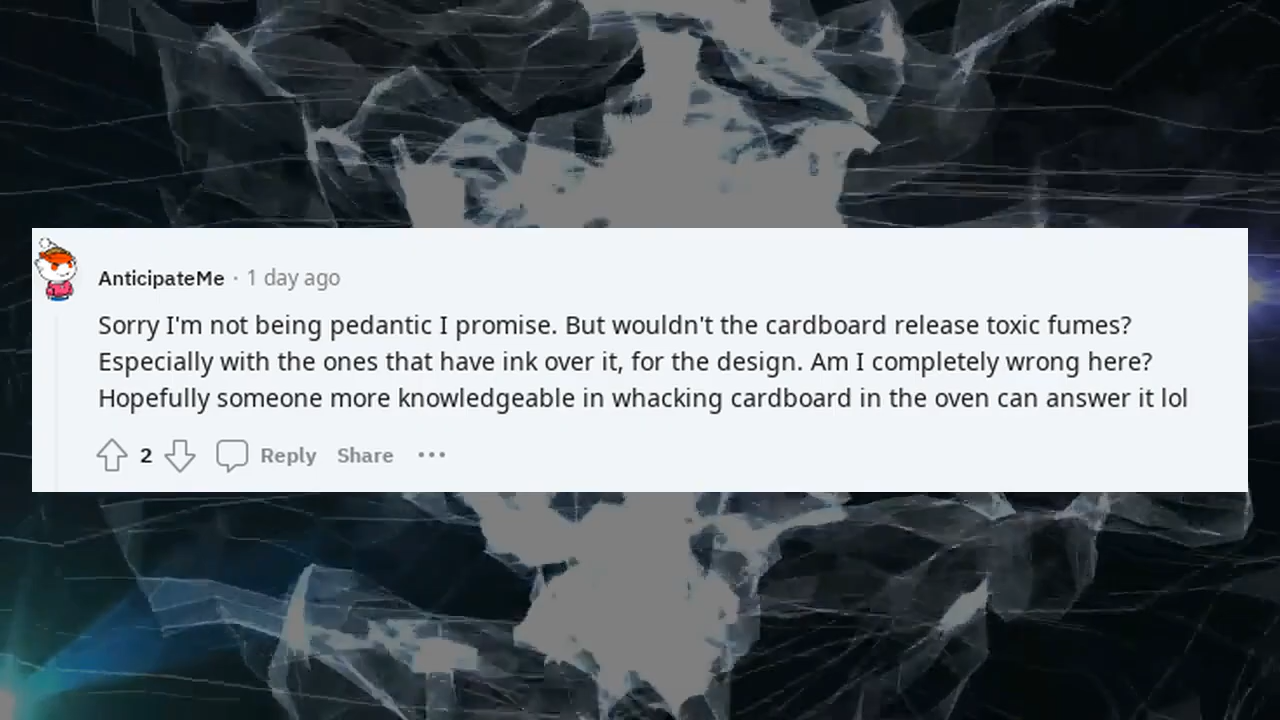 AnticipateMe · 1 day ago
Sorry I'm not being pedantic I promise. But wouldn't the cardboard release toxic fumes?
Especially with the ones that have ink over it, for the design. Am I completely wrong here?
Hopefully someone more knowledgeable in whacking cardboard in the oven can answer it lol
2 Reply Share ···